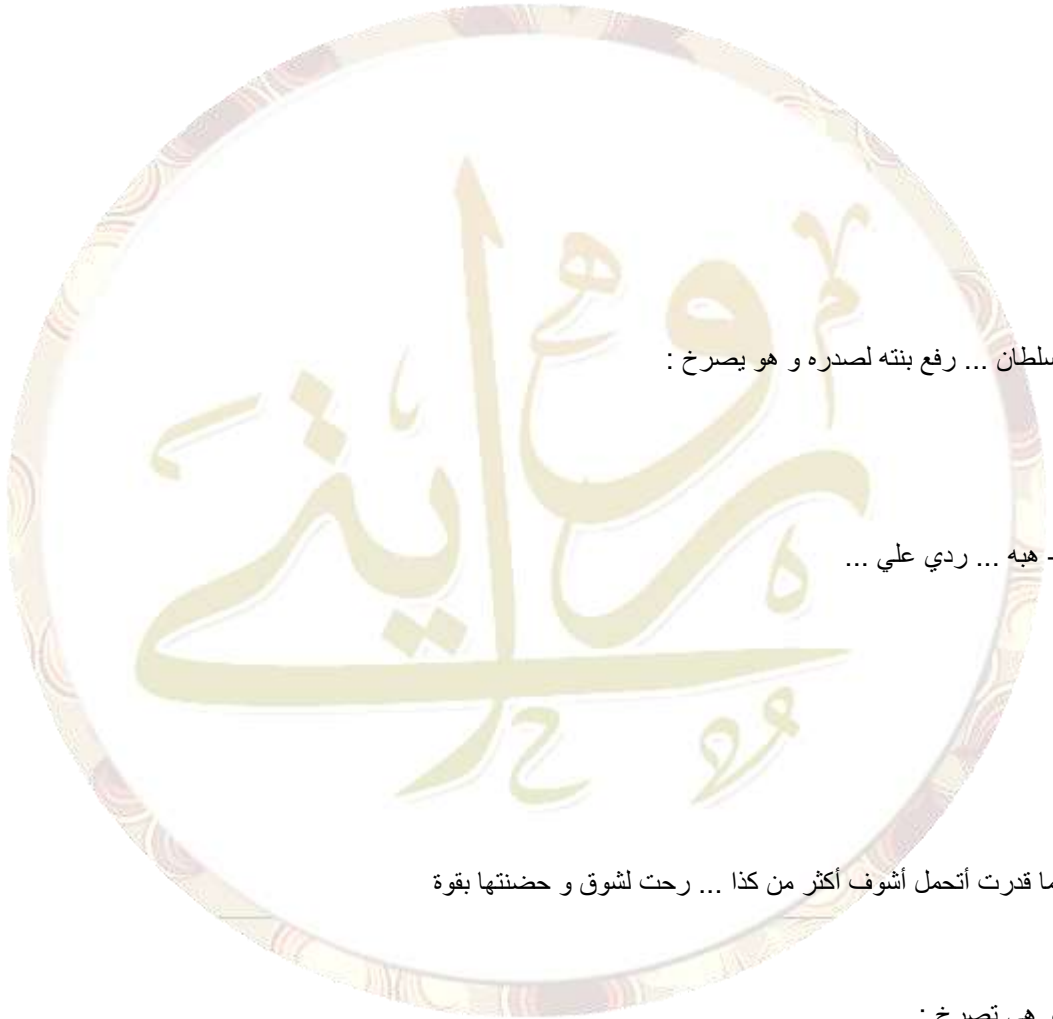 روايتي
سلطان ... رفع بنته لصدره و هو يصرخ :
- هبه ... ردي علي ...
ما قدرت أتحمل أشوف أكثر من كذا ... رحت لشوق و حضنتها بقوة
و هي تصرخ :